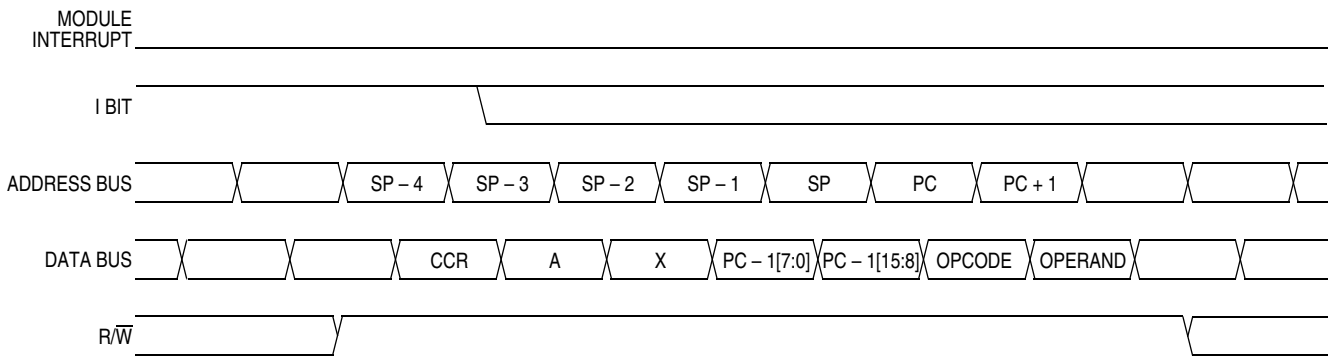 MODULE
INTERRUPT
I BIT
ADDRESS BUS SP – 4 SP – 3 SP – 2 SP – 1 SP PC PC + 1
DATA BUS CCR A X PC – 1[7:0] PC – 1[15:8] OPCODE OPERAND
R/W̅